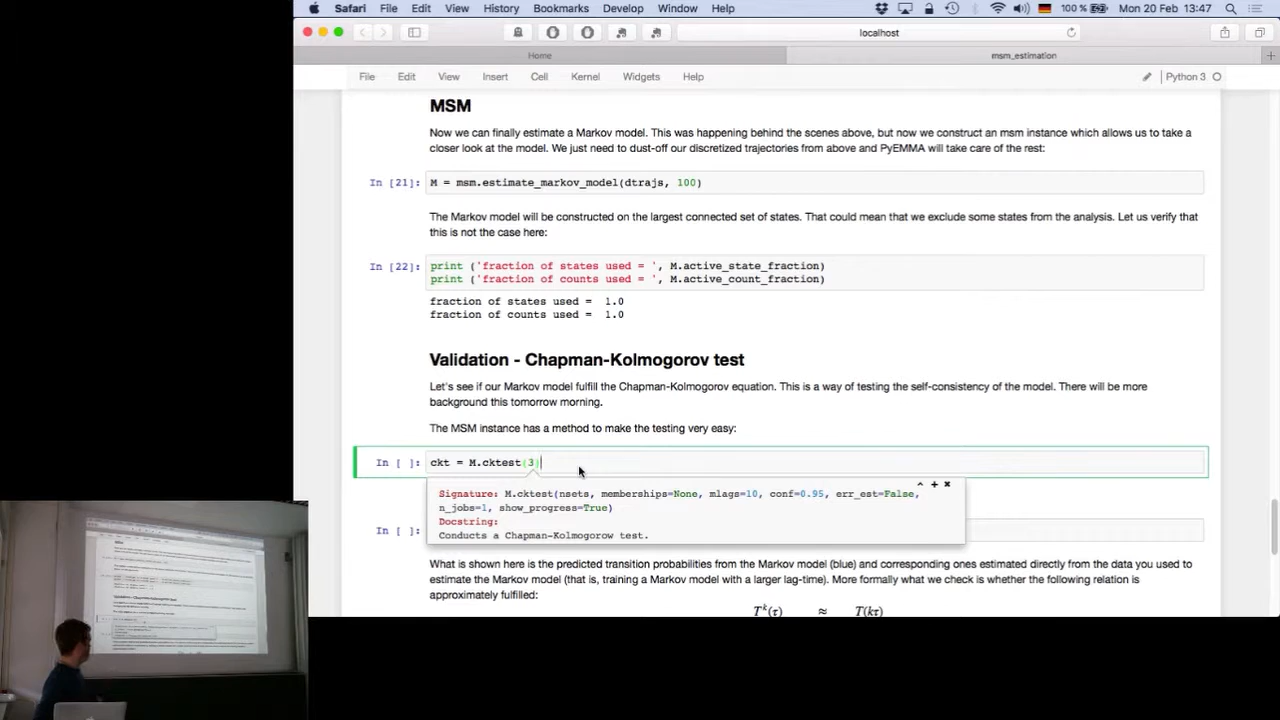 Safari File Edit View History Bookmarks Develop Window Help 100 % Mon 20 Feb 13:47
localhost
Home msm_estimation
File Edit View Insert Cell Kernel Widgets Help Python 3
MSM
Now we can finally estimate a Markov model. This was happening behind the scenes above, but now we construct an msm instance which allows us to take a
closer look at the model. We just need to dust-off our discretized trajectories from above and PyEMMA will take care of the rest:
In [21]: M = msm.estimate_markov_model(dtrajs, 100)
The Markov model will be constructed on the largest connected set of states. That could mean that we exclude some states from the analysis. Let us verify that
this is not the case here:
In [22]: print ('fraction of states used = ', M.active_state_fraction)
print ('fraction of counts used = ', M.active_count_fraction)
fraction of states used =  1.0
fraction of counts used =  1.0
Validation - Chapman-Kolmogorov test
Let's see if our Markov model fulfill the Chapman-Kolmogorov equation. This is a way of testing the self-consistency of the model. There will be more
background this tomorrow morning.
The MSM instance has a method to make the testing very easy:
In [ ]: ckt = M.cktest(3)
Signature: M.cktest(nsets, memberships=None, mlags=10, conf=0.95, err_est=False,
n_jobs=1, show_progress=True)
Docstring:
Conducts a Chapman-Kolmogorow test.
In [ ]:
What is shown here is the predicted transition probabilities from the Markov model (blue) and corresponding ones estimated directly from the data you used to
estimate the Markov model (that is, training a Markov model with a larger lag-time). More formally what we check is whether the following relation is
approximately fulfilled:
T^k(τ) ≈ T(kτ)